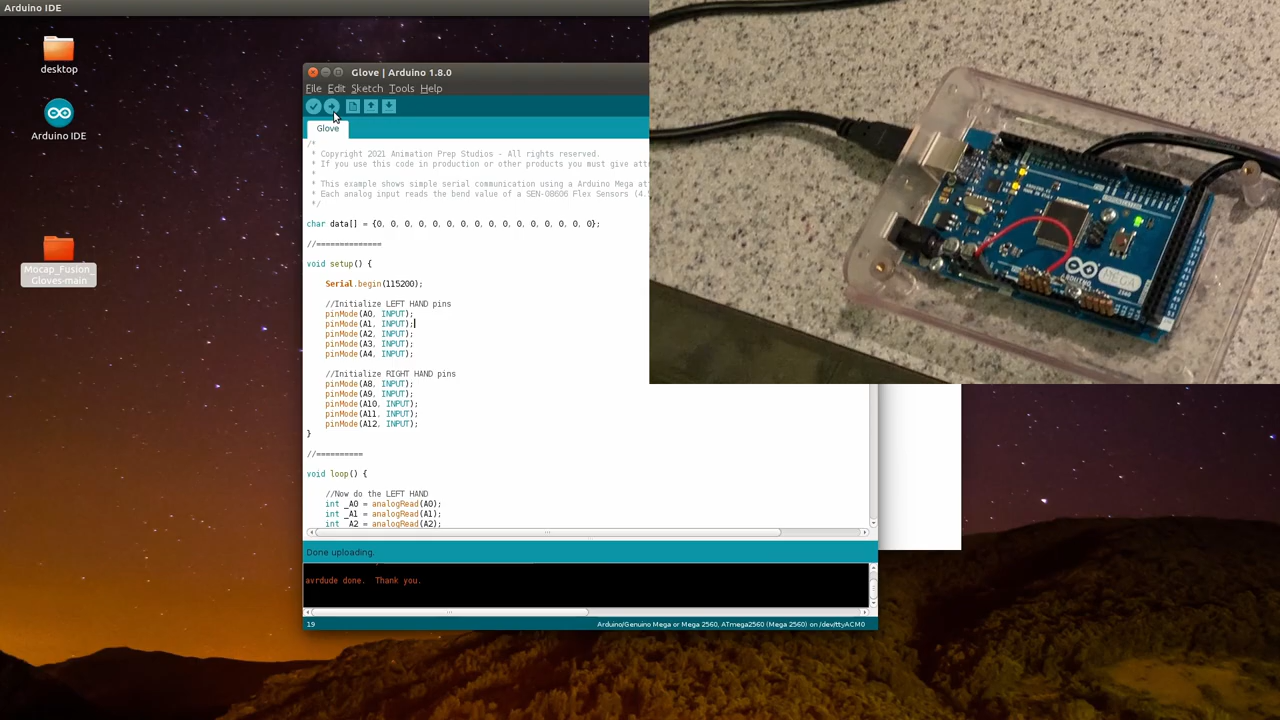 Arduino IDE
desktop
Arduino IDE
Mocap_Fusion_
Gloves-main
Glove | Arduino 1.8.0
File Edit Sketch Tools Help
Glove
/*
* Copyright 2021 Animation Prep Studios - All rights reserved.
* If you use this code in production or other products you must give
*
* This example shows simple serial communication using a Arduino Mega
* Each analog input reads the bend value of a SEN-08606 Flex Sensors
*/
char data[] = {0, 0, 0, 0, 0, 0, 0, 0, 0, 0, 0, 0, 0, 0, 0, 0};
//==============
void setup() {
Serial.begin(115200);
//Initialize LEFT HAND pins
pinMode(A0, INPUT);
pinMode(A1, INPUT);
pinMode(A2, INPUT);
pinMode(A3, INPUT);
pinMode(A4, INPUT);
//Initialize RIGHT HAND pins
pinMode(A8, INPUT);
pinMode(A9, INPUT);
pinMode(A10, INPUT);
pinMode(A11, INPUT);
pinMode(A12, INPUT);
}
//==========
void loop() {
//Now do the LEFT HAND
int _A0 = analogRead(A0);
int _A1 = analogRead(A1);
int _A2 = analogRead(A2);
Done uploading.
avrdude done. Thank you.
19
Arduino/Genuino Mega or Mega 2560, ATmega2560 (Mega 2560) on /dev/ttyACM0